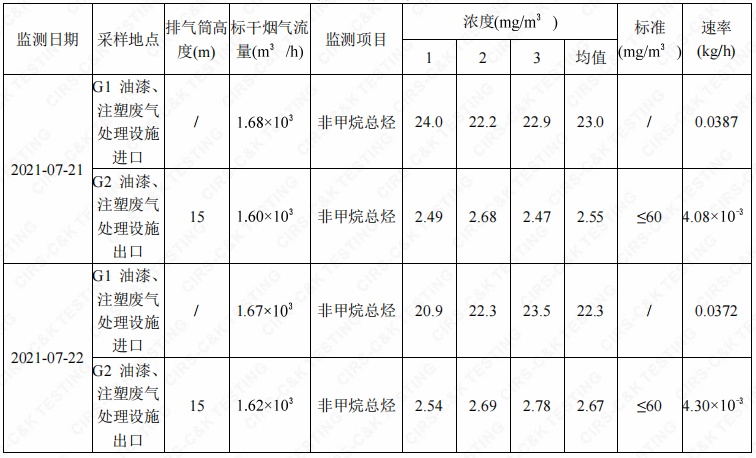 监测日期 采样地点 排气筒高度(m) 标干烟气流量(m³ /h) 监测项目 浓度(mg/m³ ) 标准(mg/m³ ) 速率(kg/h)
1 2 3 均值
2021-07-21
G1 油漆、注塑废气处理设施进口 / 1.68×10³ 非甲烷总烃 24.0 22.2 22.9 23.0 / 0.0387
G2 油漆、注塑废气处理设施出口 15 1.60×10³ 非甲烷总烃 2.49 2.68 2.47 2.55 ≤60 4.08×10⁻³
2021-07-22
G1 油漆、注塑废气处理设施进口 / 1.67×10³ 非甲烷总烃 20.9 22.3 23.5 22.3 / 0.0372
G2 油漆、注塑废气处理设施出口 15 1.62×10³ 非甲烷总烃 2.54 2.69 2.78 2.67 ≤60 4.30×10⁻³
CIRS-C&K TESTING